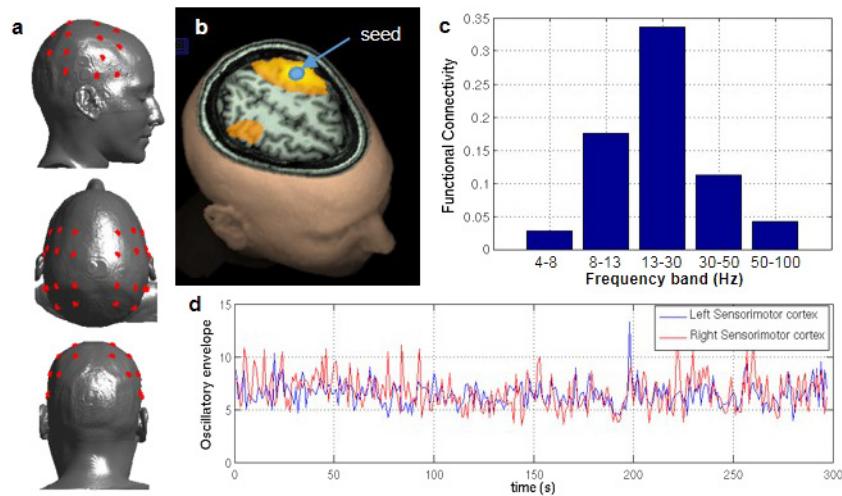 a
b
seed
c
0.35
0.3
0.25
0.2
0.15
0.1
0.05
0
Functional Connectivity
4-8
8-13
13-30
30-50
50-100
Frequency band (Hz)
d
15
10
5
0
Oscillatory envelope
Left Sensorimotor cortex
Right Sensorimotor cortex
0
50
100
150
200
250
300
time (s)